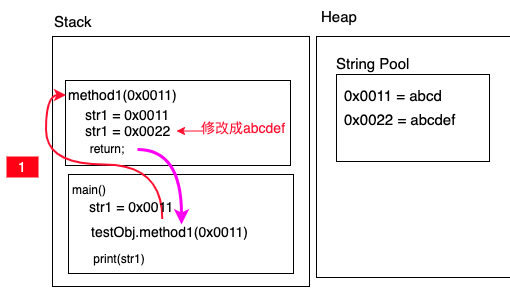 Stack
Heap
method1(0x0011)
str1 = 0x0011
str1 = 0x0022 修改成abcdef
return;
1
main()
str1 = 0x0011
testObj.method1(0x0011)
print(str1)
String Pool
0x0011 = abcd
0x0022 = abcdef